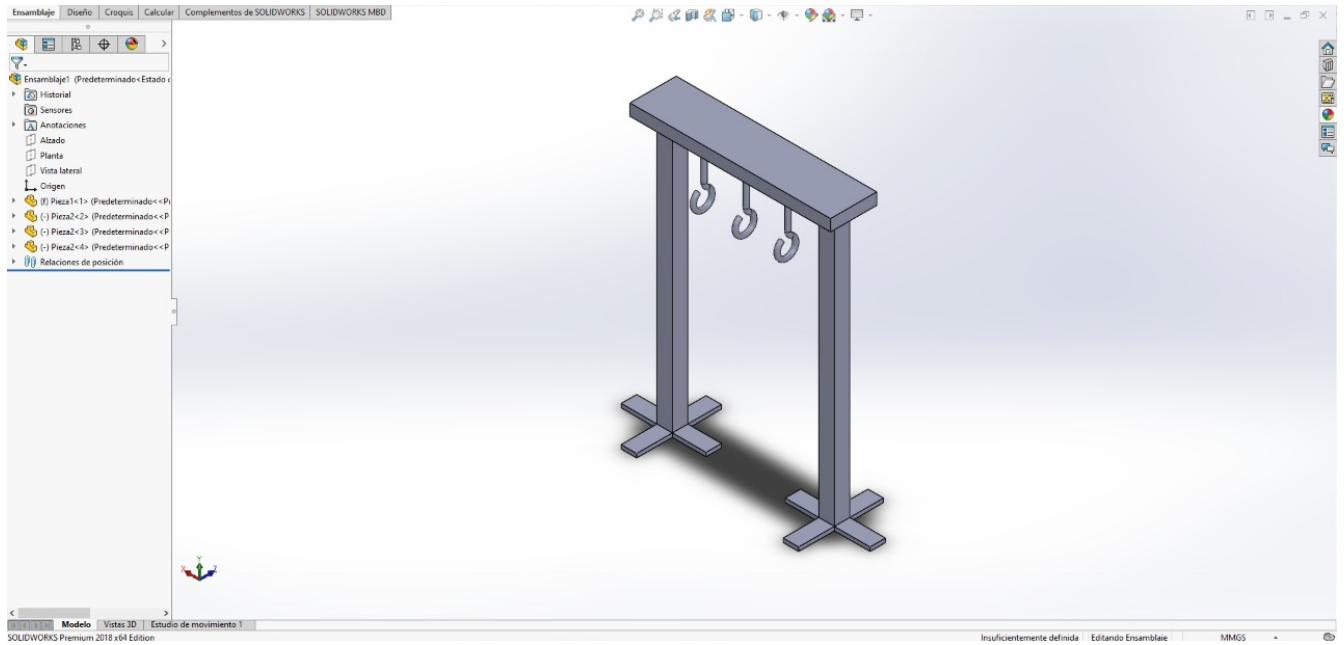 Ensamblaje Diseño Croquis Calcular Complementos de SOLIDWORKS SOLIDWORKS MBD
Ensamblaje1 (Predeterminado<Estado
Historial
Sensores
Anotaciones
Alzado
Planta
Vista lateral
Origen
(f) Pieza1<1> (Predeterminado<<P
(-) Pieza2<2> (Predeterminado<<P
(-) Pieza2<3> (Predeterminado<<P
(-) Pieza2<4> (Predeterminado<<P
Relaciones de posición
Y
X
Z
Modelo Vistas 3D Estudio de movimiento 1
SOLIDWORKS Premium 2018 x64 Edition Insuficientemente definida Editando Ensamblaje MMGS